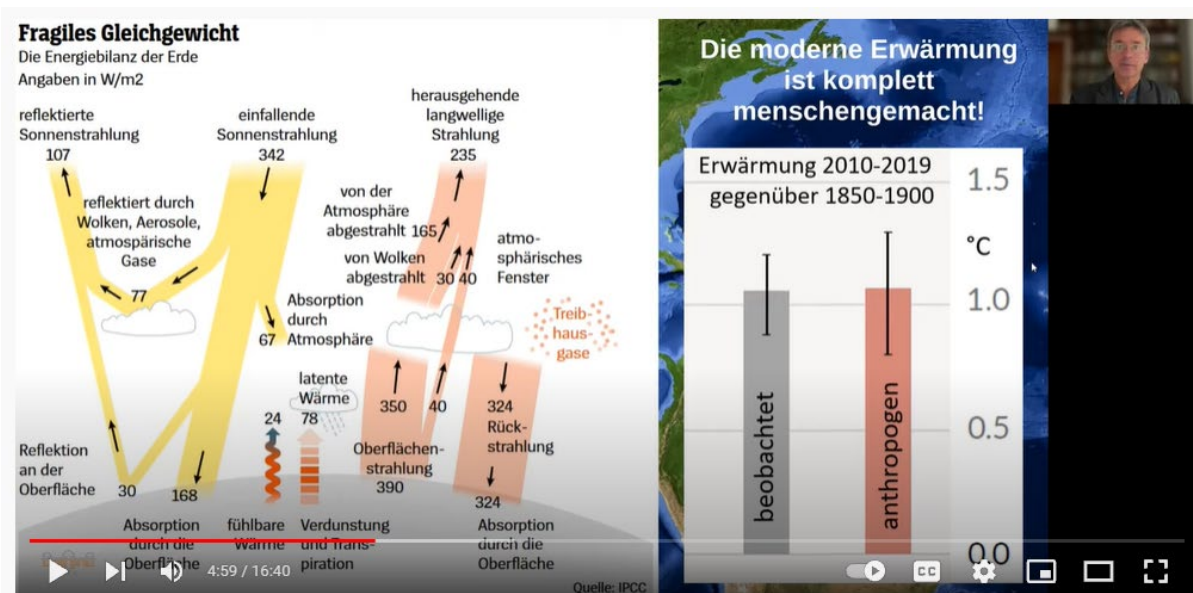 Fragiles Gleichgewicht
Die Energiebilanz der Erde
Angaben in W/m2
reflektierte
Sonnenstrahlung
107
einfallende
Sonnenstrahlung
342
herausgehende
langwellige
Strahlung
235
reflektiert durch
Wolken, Aerosole,
atmospärische
Gase
77
von der
Atmosphäre
abgestrahlt 165
von Wolken
abgestrahlt 30 40
atmo-
sphärisches
Fenster
Absorption
durch
67 Atmosphäre
Treib-
haus-
gase
latente
Wärme
24 78
350 40
324
Rück-
strahlung
Oberflächen-
strahlung
390
324
Reflektion
an der
Oberfläche
30 168
Absorption
durch die
Oberfläche
fühlbare
Wärme
Verdunstung
und Trans-
piration
Absorption
durch die
Oberfläche
Quelle: IPCC
Die moderne Erwärmung
ist komplett
menschengemacht!
Erwärmung 2010-2019
gegenüber 1850-1900
1.5
°C
1.0
0.5
0.0
beobachtet
anthropogen
4:59 / 16:40
CC